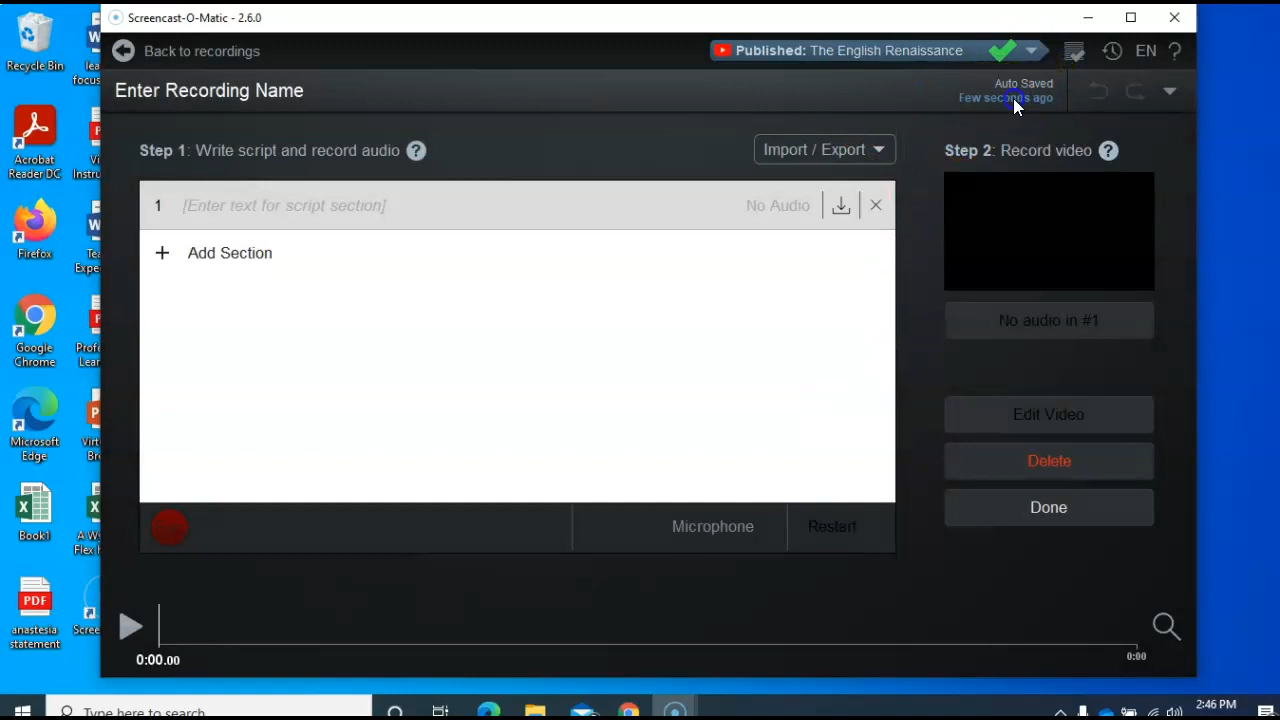 Screencast-O-Matic - 2.6.0
Recycle Bin
Back to recordings
Published: The English Renaissance
EN
Enter Recording Name
Auto Saved
Few seconds ago
Step 1: Write script and record audio
Import / Export
Step 2: Record video
1
[Enter text for script section]
No Audio
Add Section
No audio in #1
Edit Video
Delete
Done
Microphone
Restart
0:00.00
0:00
Acrobat
Reader DC
Firefox
Google
Chrome
Microsoft
Edge
Book1
PDF
anastesia
statement
Type here to search
2:46 PM